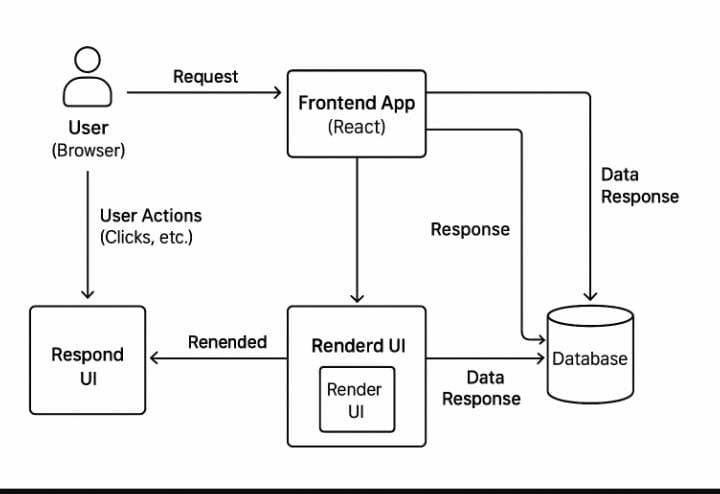 Request
Frontend App
(React)
User
(Browser)
Data
Response
User Actions
(Clicks, etc.)
Response
Respond
UI
Renended
Renderd UI
Render
UI
Data
Response
Database